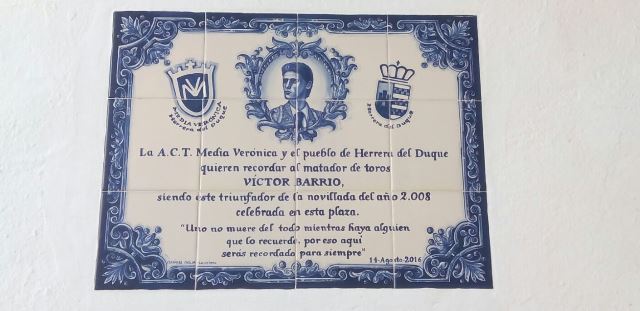 MEDIA VERÓNICA
Herrera del Duque
Herrera del Duque
La A.C.T. Media Verónica y el pueblo de Herrera del Duque
quieren recordar al matador de toros
VÍCTOR BARRIO,
siendo este triunfador de la novillada del año 2.008
celebrada en esta plaza.
"Uno no muere del todo mientras haya alguien
que lo recuerde, por eso aquí
serás recordado para siempre"
14-Agosto-2016